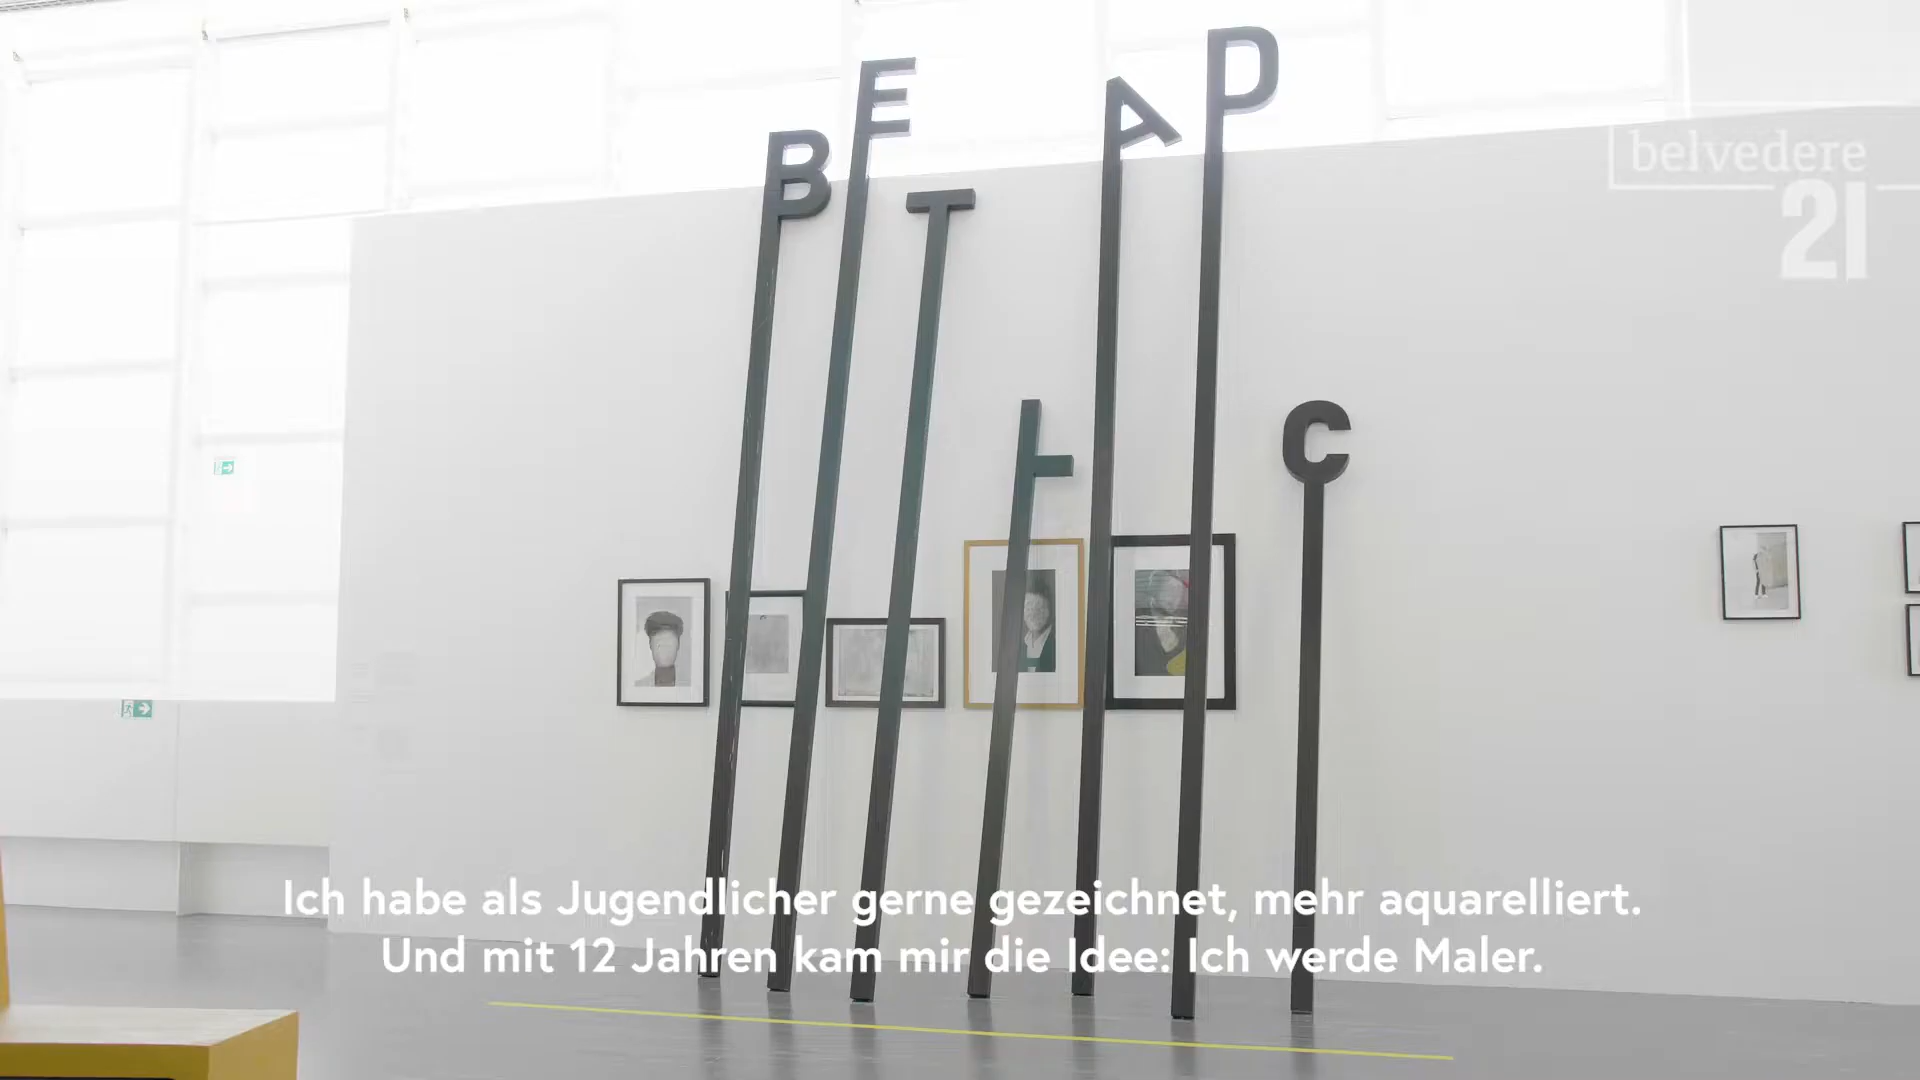 B E T A P C
belvedere
21
Ich habe als Jugendlicher gerne gezeichnet, mehr aquarelliert.
Und mit 12 Jahren kam mir die Idee: Ich werde Maler.